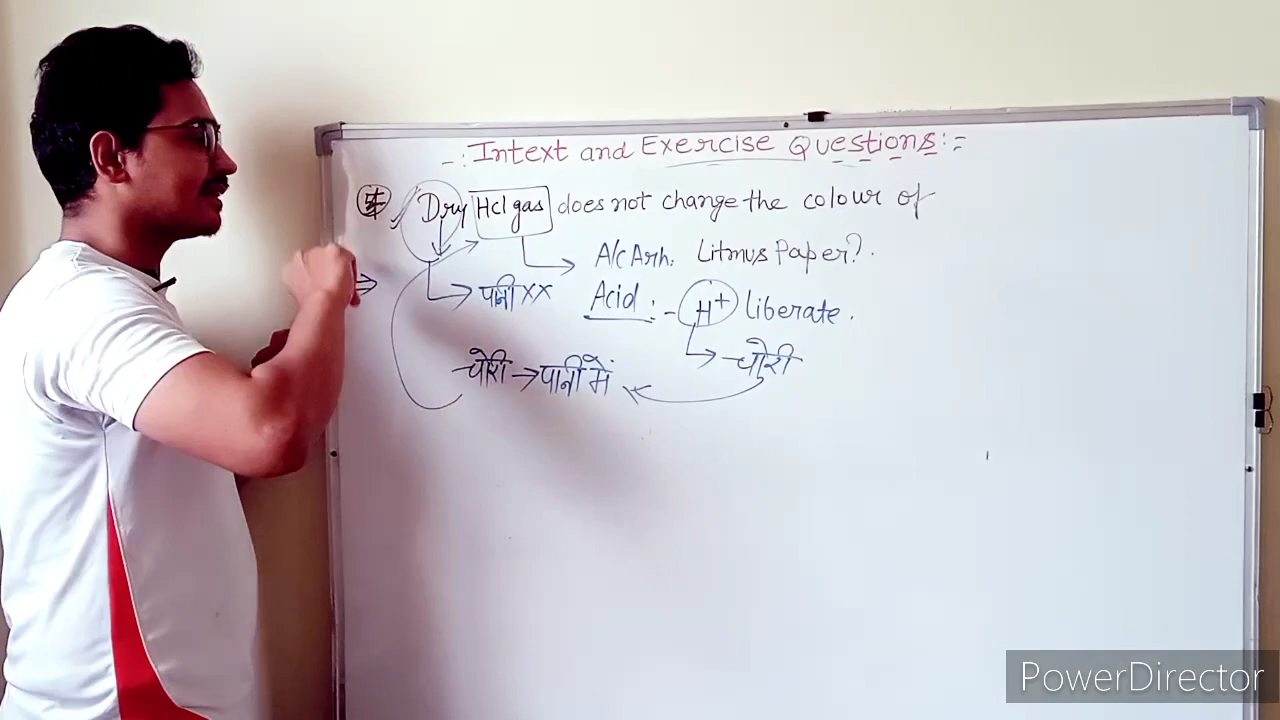 -: Intext and Exercise Questions :-
Dry Hcl gas does not change the colour of
A/c Arh. Litmus Paper?.
पानी xx Acid :- H+ liberate.
चोरी
चोरी → पानी में
PowerDirector